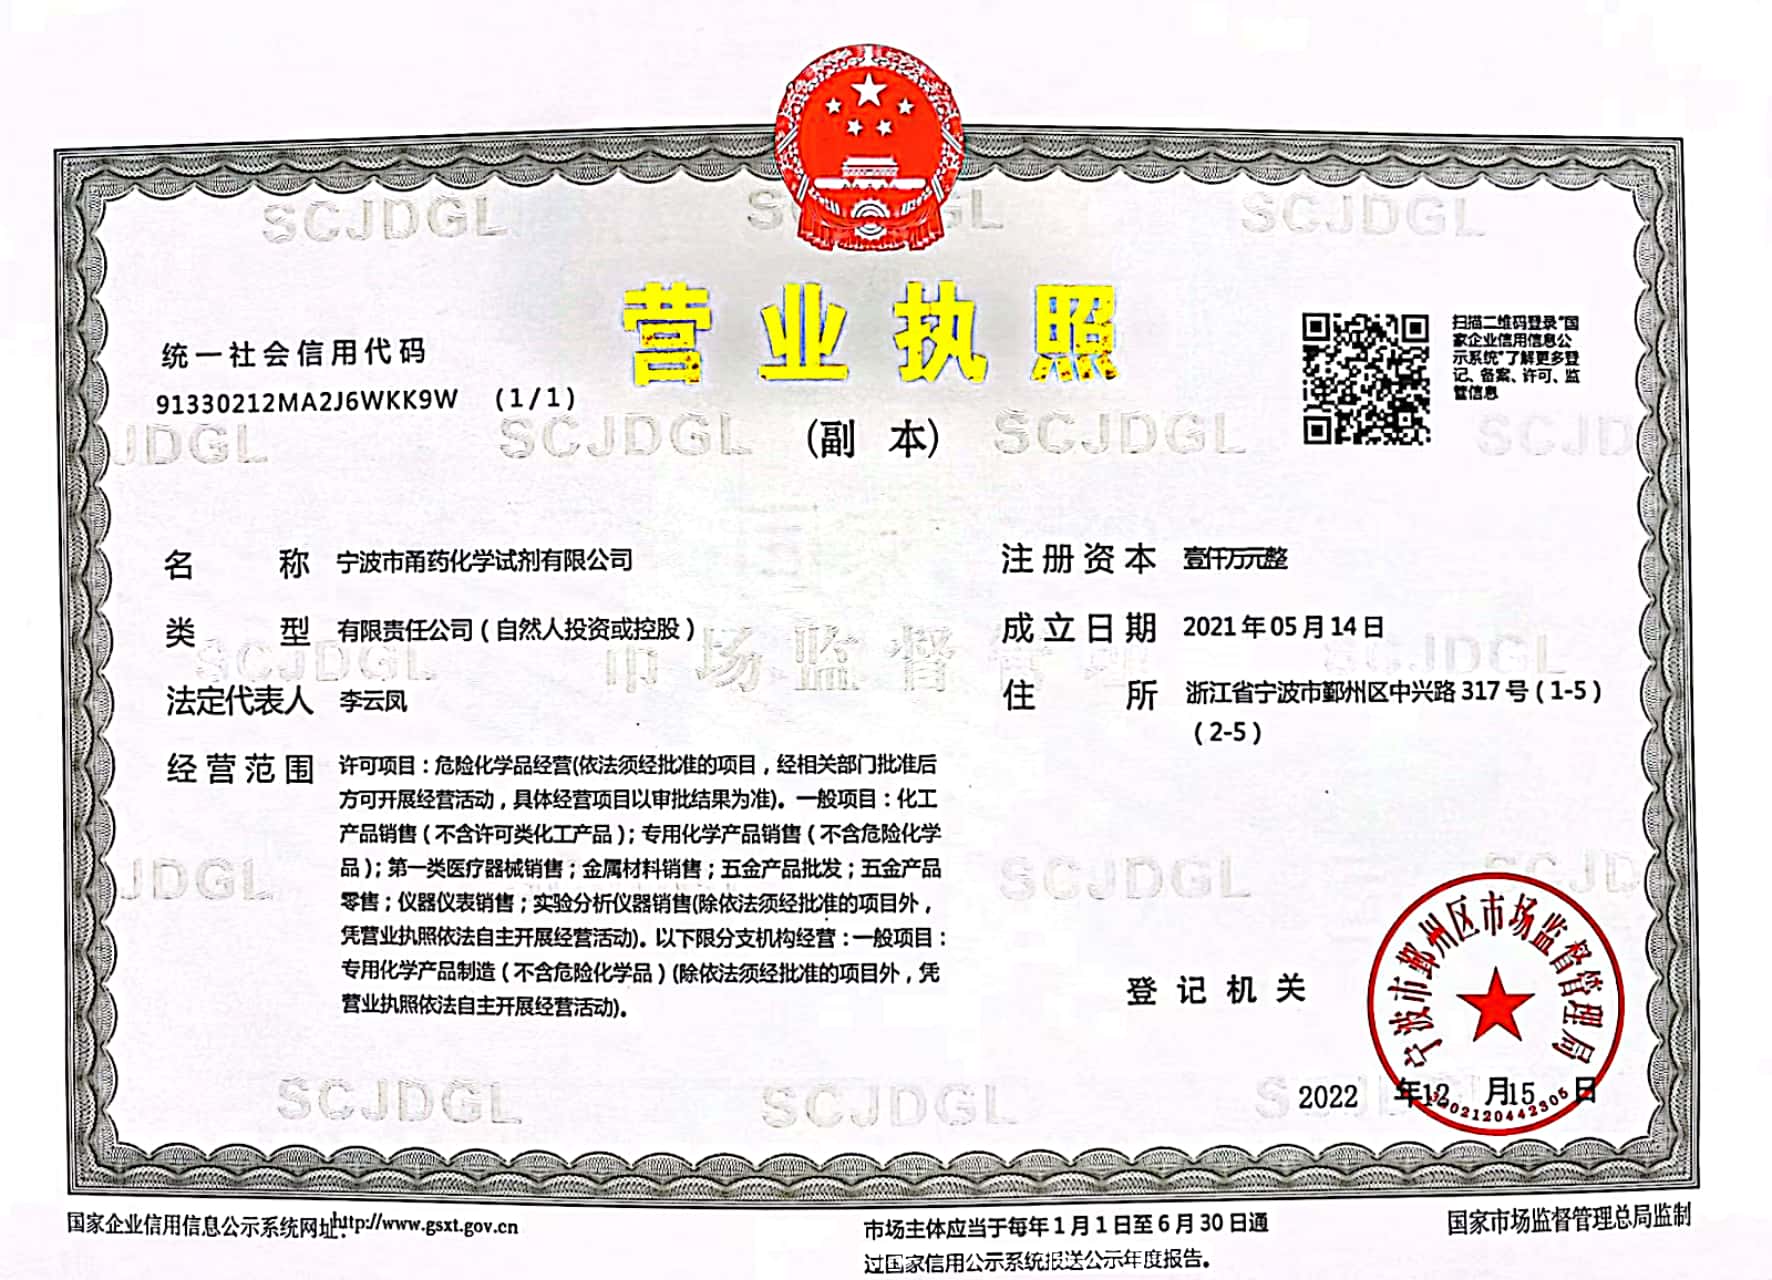 营业执照
(副 本)
统一社会信用代码
91330212MA2J6WKK9W (1/1)
扫描二维码登录“国
家企业信用信息公
示系统”了解更多登
记、备案、许可、监
管信息
名 称 宁波市甬药化学试剂有限公司
类 型 有限责任公司（自然人投资或控股）
法定代表人 李云凤
经营范围 许可项目：危险化学品经营(依法须经批准的项目，经相关部门批准后
方可开展经营活动，具体经营项目以审批结果为准)。一般项目：化工
产品销售（不含许可类化工产品）；专用化学产品销售（不含危险化学
品）；第一类医疗器械销售；金属材料销售；五金产品批发；五金产品
零售；仪器仪表销售；实验分析仪器销售(除依法须经批准的项目外，
凭营业执照依法自主开展经营活动)。以下限分支机构经营：一般项目：
专用化学产品制造（不含危险化学品）(除依法须经批准的项目外，凭
营业执照依法自主开展经营活动)。
注册资本 壹仟万元整
成立日期 2021年05月14日
住 所 浙江省宁波市鄞州区中兴路317号（1-5）
（2-5）
登记机关
宁波市鄞州区市场监督管理局
3302120442305
2022 年12 月15 日
国家企业信用信息公示系统网址：http://www.gsxt.gov.cn
市场主体应当于每年1月1日至6月30日通
过国家信用公示系统报送公示年度报告。
国家市场监督管理总局监制
SCJDGL
SCJDGL
SCJDGL
SCJDGL
市场监督管理
SCJDGL
SCJDGL
SCJDGL
SCJDGL
SCJDGL